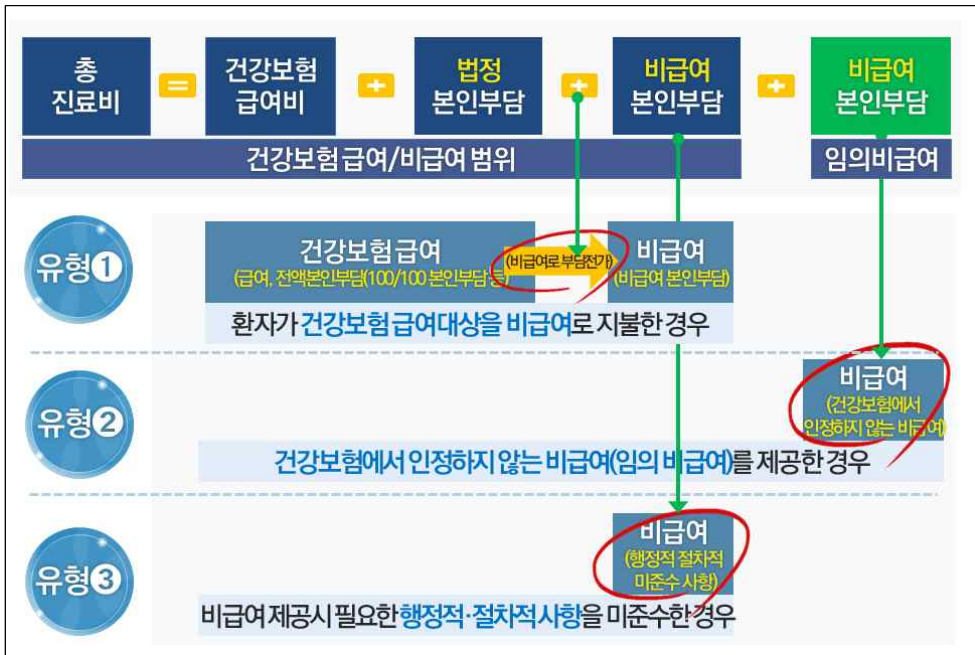 총
진료비
=
건강보험
급여비
+
법정
본인부담
+
비급여
본인부담
+
비급여
본인부담
건강보험 급여/비급여 범위
임의비급여
유형1
건강보험 급여
(급여, 전액본인부담(100/100 본인부담 등)
(비급여로 부담전가)
비급여
(비급여 본인부담)
환자가 건강보험 급여대상을 비급여로 지불한 경우
유형2
비급여
(건강보험에서
인정하지 않는 비급여)
건강보험에서 인정하지 않는 비급여(임의 비급여)를 제공한 경우
유형3
비급여
(행정적 절차적
미준수 사항)
비급여 제공시 필요한 행정적·절차적 사항을 미준수한 경우